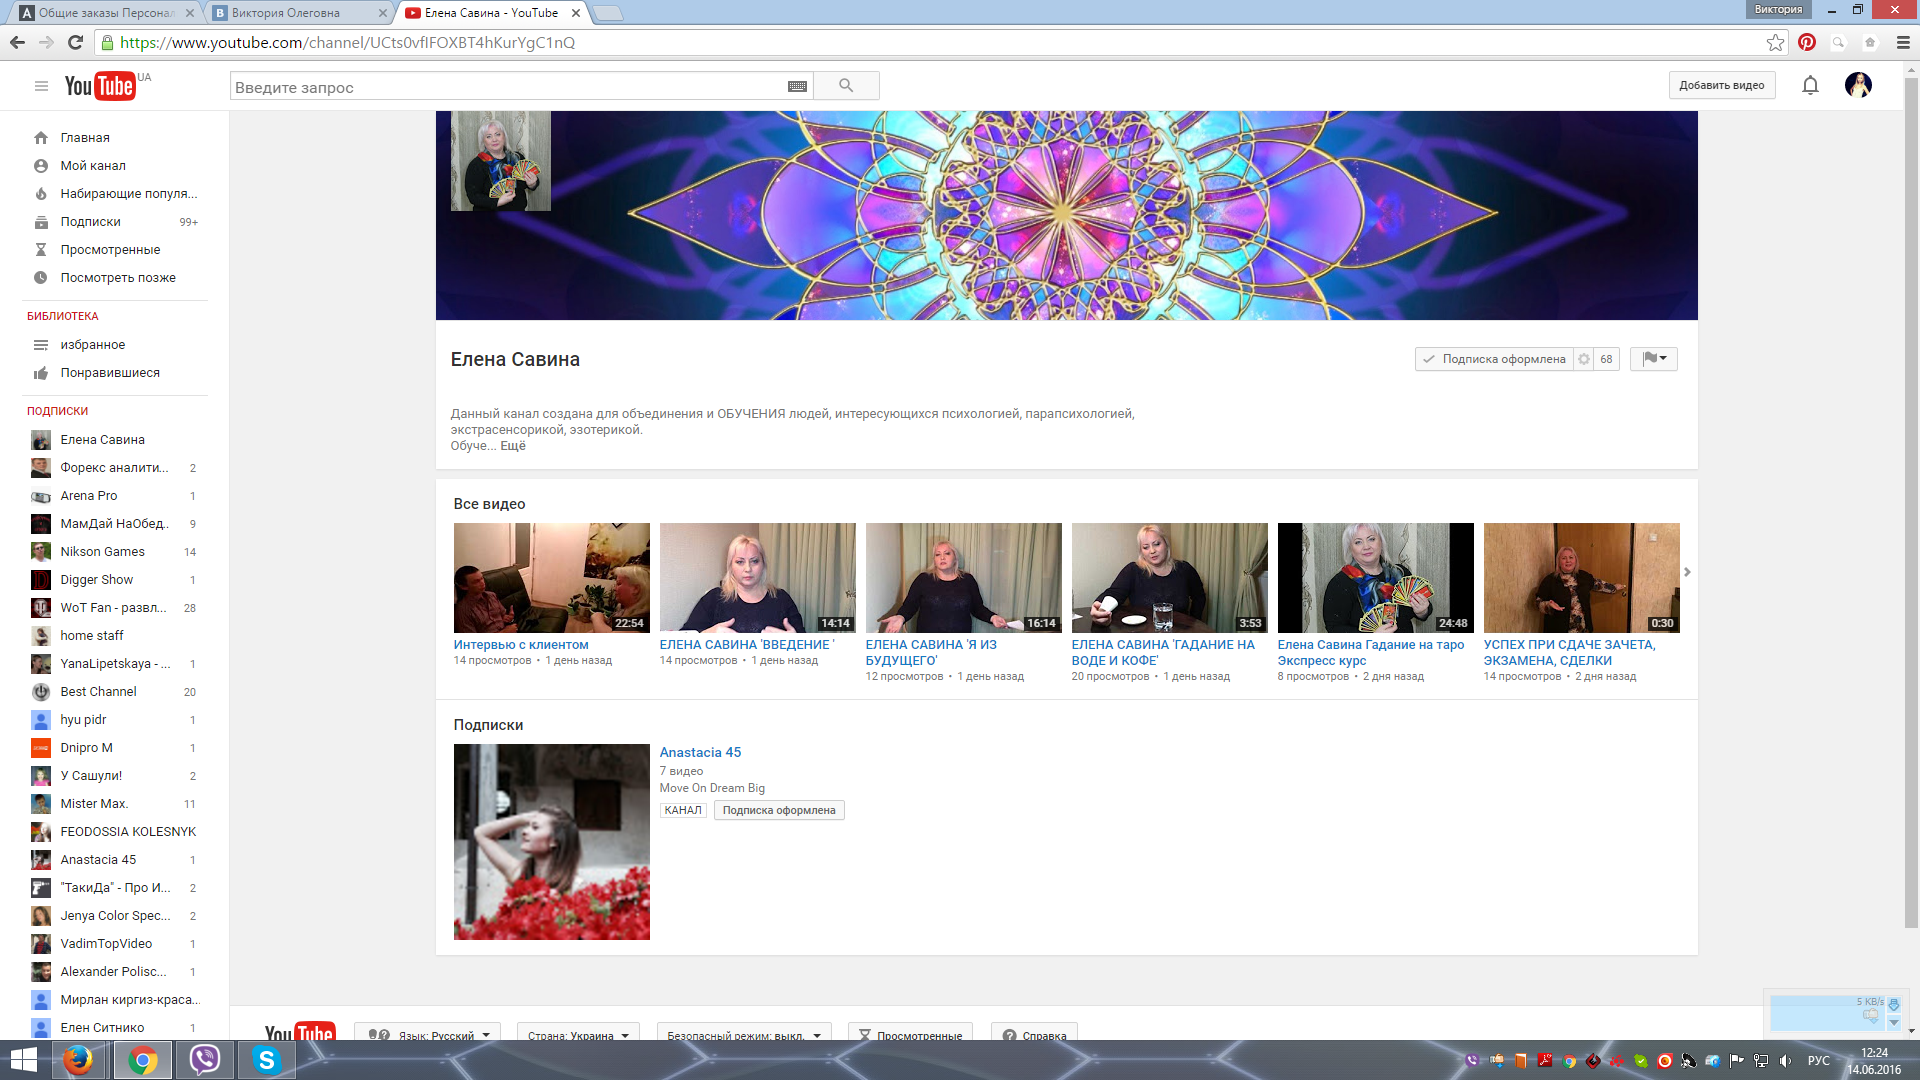 Общие заказы Персонал
Виктория Олеговна
Елена Савина - YouTube
Виктория
https://www.youtube.com/channel/UCts0vfIFOXBT4hKurYgC1nQ
YouTube UA
Введите запрос
Добавить видео
Главная
Мой канал
Набирающие популя...
Подписки 99+
Просмотренные
Посмотреть позже
БИБЛИОТЕКА
избранное
Понравившиеся
ПОДПИСКИ
Елена Савина
Форекс аналити... 2
Arena Pro 1
МамДай НаОбед.. 9
Nikson Games 14
Digger Show 1
WoT Fan - развл... 28
home staff
YanaLipetskaya - ... 1
Best Channel 20
hyu pidr 1
Dnipro M 1
У Сашули! 2
Mister Max. 11
FEODOSSIA KOLESNYK
Anastacia 45 1
"ТакиДа" - Про И... 2
Jenya Color Spec... 2
VadimTopVideo 1
Alexander Polisc... 1
Мирлан киргиз-краса...
Елен Ситнико 1
Елена Савина
Подписка оформлена 68
Данный канал создана для объединения и ОБУЧЕНИЯ людей, интересующихся психологией, парапсихологией,
экстрасенсорикой, эзотерикой.
Обуче... Ещё
Все видео
22:54
Интервью с клиентом
14 просмотров • 1 день назад
14:14
ЕЛЕНА САВИНА 'ВВЕДЕНИЕ '
14 просмотров • 1 день назад
16:14
ЕЛЕНА САВИНА 'Я ИЗ
БУДУЩЕГО'
12 просмотров • 1 день назад
3:53
ЕЛЕНА САВИНА 'ГАДАНИЕ НА
ВОДЕ И КОФЕ'
20 просмотров • 1 день назад
24:48
Елена Савина Гадание на таро
Экспресс курс
8 просмотров • 2 дня назад
0:30
УСПЕХ ПРИ СДАЧЕ ЗАЧЕТА,
ЭКЗАМЕНА, СДЕЛКИ
14 просмотров • 2 дня назад
Подписки
Anastacia 45
7 видео
Move On Dream Big
КАНАЛ Подписка оформлена
YouTube
Язык: Русский
Страна: Украина
Безопасный режим: выкл.
Просмотренные
Справка
5 KB/s
РУС
12:24
14.06.2016